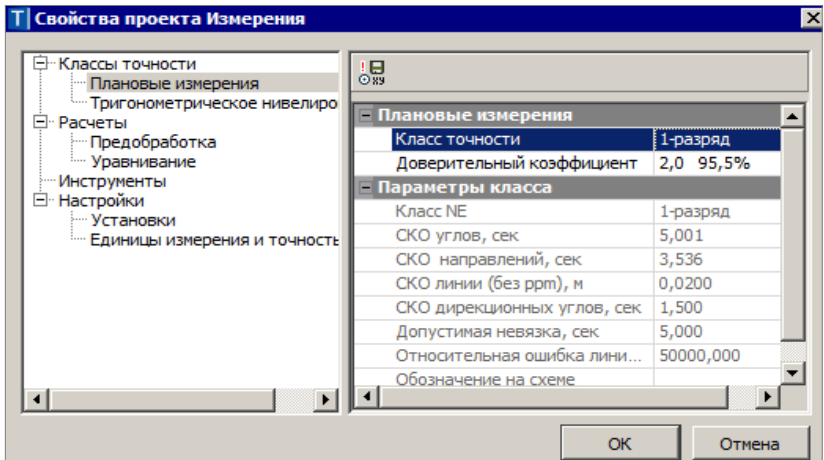 T Свойства проекта Измерения
Классы точности
Плановые измерения
Тригонометрическое нивелиро
Расчеты
Предобработка
Уравнивание
Инструменты
Настройки
Установки
Единицы измерения и точность
Плановые измерения
Класс точности 1-разряд
Доверительный коэффициент 2,0 95,5%
Параметры класса
Класс NE 1-разряд
СКО углов, сек 5,001
СКО направлений, сек 3,536
СКО линии (без ppm), м 0,0200
СКО дирекционных углов, сек 1,500
Допустимая невязка, сек 5,000
Относительная ошибка лини... 50000,000
Обозначение на схеме
OK Отмена